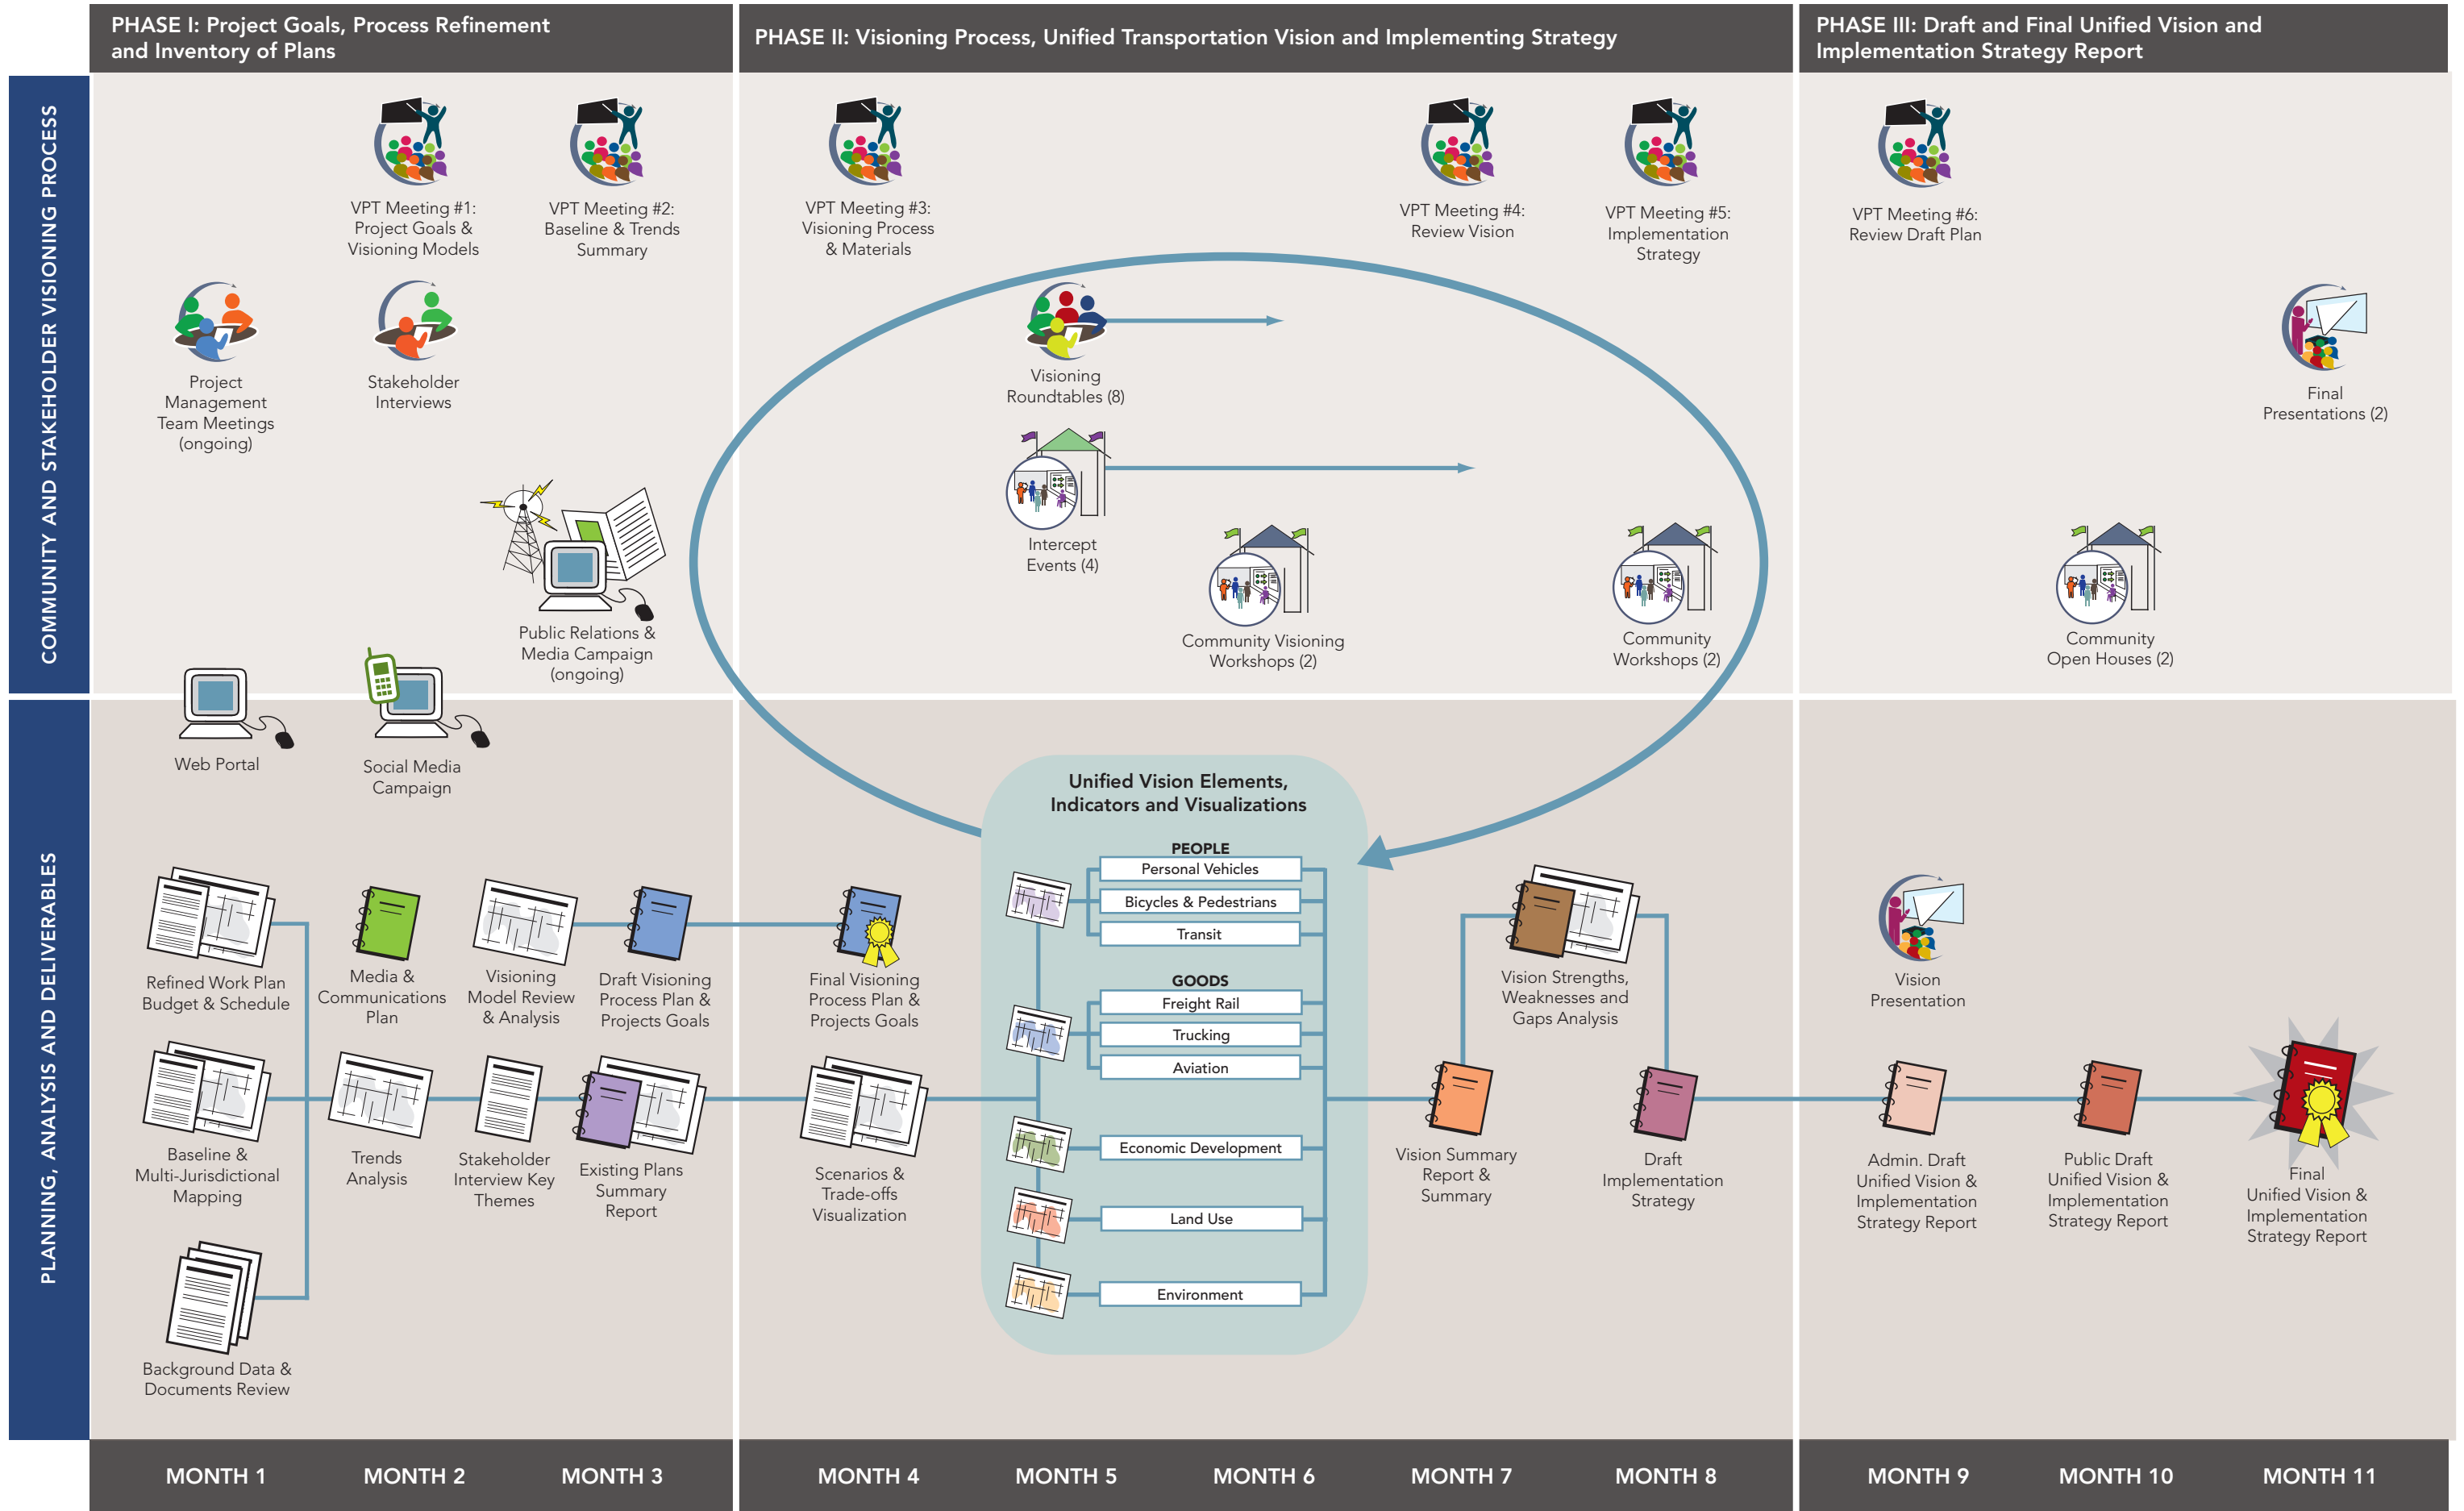 PHASE I: Project Goals, Process Refinement
and Inventory of Plans
PHASE II: Visioning Process, Unified Transportation Vision and Implementing Strategy
PHASE III: Draft and Final Unified Vision and
Implementation Strategy Report
COMMUNITY AND STAKEHOLDER VISIONING PROCESS
VPT Meeting #1:
Project Goals &
Visioning Models
VPT Meeting #2:
Baseline & Trends
Summary
VPT Meeting #3:
Visioning Process
& Materials
VPT Meeting #4:
Review Vision
VPT Meeting #5:
Implementation
Strategy
VPT Meeting #6:
Review Draft Plan
Project
Management
Team Meetings
(ongoing)
Stakeholder
Interviews
Visioning
Roundtables (8)
Final
Presentations (2)
Intercept
Events (4)
Public Relations &
Media Campaign
(ongoing)
Community Visioning
Workshops (2)
Community
Workshops (2)
Community
Open Houses (2)
Web Portal
Social Media
Campaign
PLANNING, ANALYSIS AND DELIVERABLES
Unified Vision Elements,
Indicators and Visualizations
PEOPLE
Personal Vehicles
Bicycles & Pedestrians
Transit
GOODS
Freight Rail
Trucking
Aviation
Economic Development
Land Use
Environment
Refined Work Plan
Budget & Schedule
Media &
Communications
Plan
Visioning
Model Review
& Analysis
Draft Visioning
Process Plan &
Projects Goals
Final Visioning
Process Plan &
Projects Goals
Vision Strengths,
Weaknesses and
Gaps Analysis
Vision
Presentation
Baseline &
Multi-Jurisdictional
Mapping
Trends
Analysis
Stakeholder
Interview Key
Themes
Existing Plans
Summary
Report
Scenarios &
Trade-offs
Visualization
Vision Summary
Report &
Summary
Draft
Implementation
Strategy
Admin. Draft
Unified Vision &
Implementation
Strategy Report
Public Draft
Unified Vision &
Implementation
Strategy Report
Final
Unified Vision &
Implementation
Strategy Report
Background Data &
Documents Review
MONTH 1
MONTH 2
MONTH 3
MONTH 4
MONTH 5
MONTH 6
MONTH 7
MONTH 8
MONTH 9
MONTH 10
MONTH 11